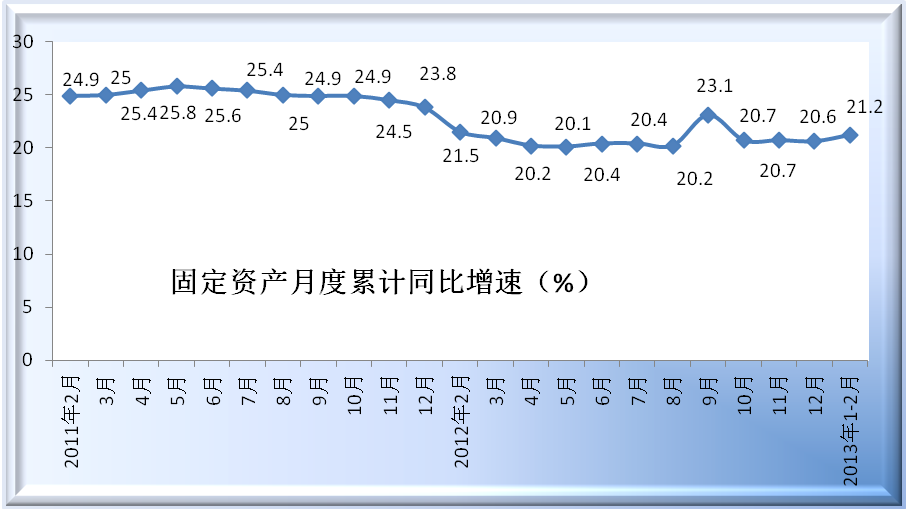 30
25
20
15
10
5
0
24.9
25
25.4
25.8
25.6
25.4
25
24.9
24.9
24.5
23.8
21.5
20.9
20.2
20.1
20.4
20.4
20.2
23.1
20.7
20.7
20.6
21.2
固定资产月度累计同比增速（%）
2011年2月
3月
4月
5月
6月
7月
8月
9月
10月
11月
12月
2012年2月
3月
4月
5月
6月
7月
8月
9月
10月
11月
12月
2013年1-2月